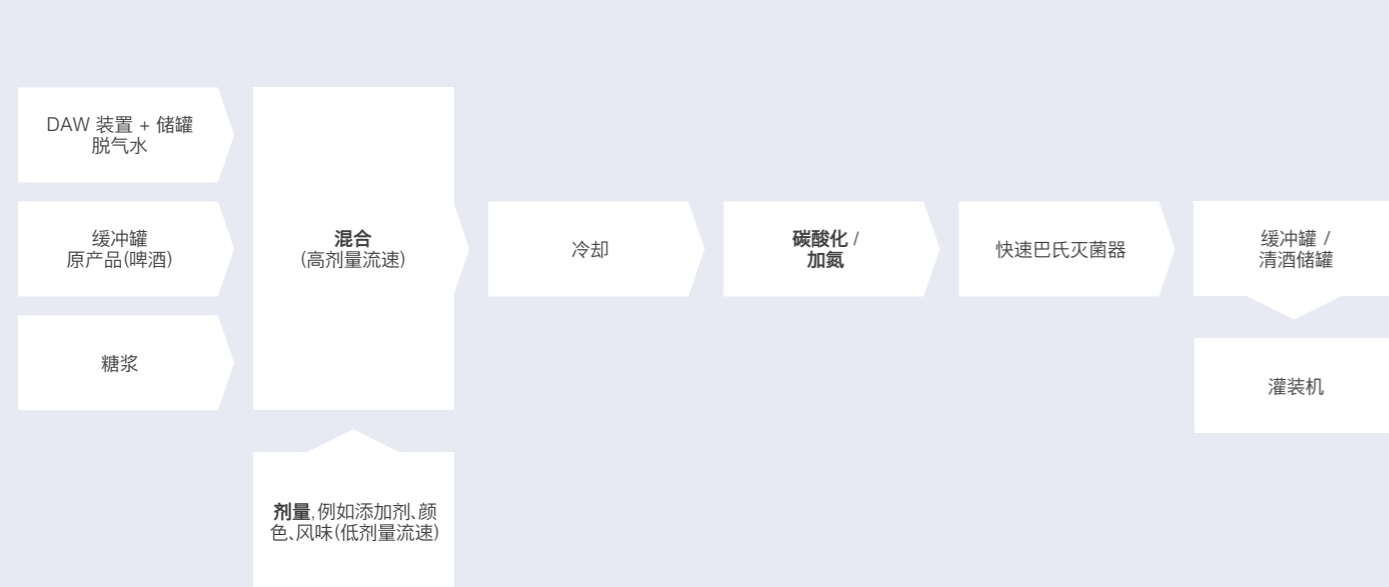 DAW 装置 + 储罐
脱气水
缓冲罐
原产品(啤酒)
糖浆
混合
(高剂量流速)
剂量,例如添加剂、颜
色、风味(低剂量流速)
冷却
碳酸化 /
加氮
快速巴氏灭菌器
缓冲罐 /
清酒储罐
灌装机